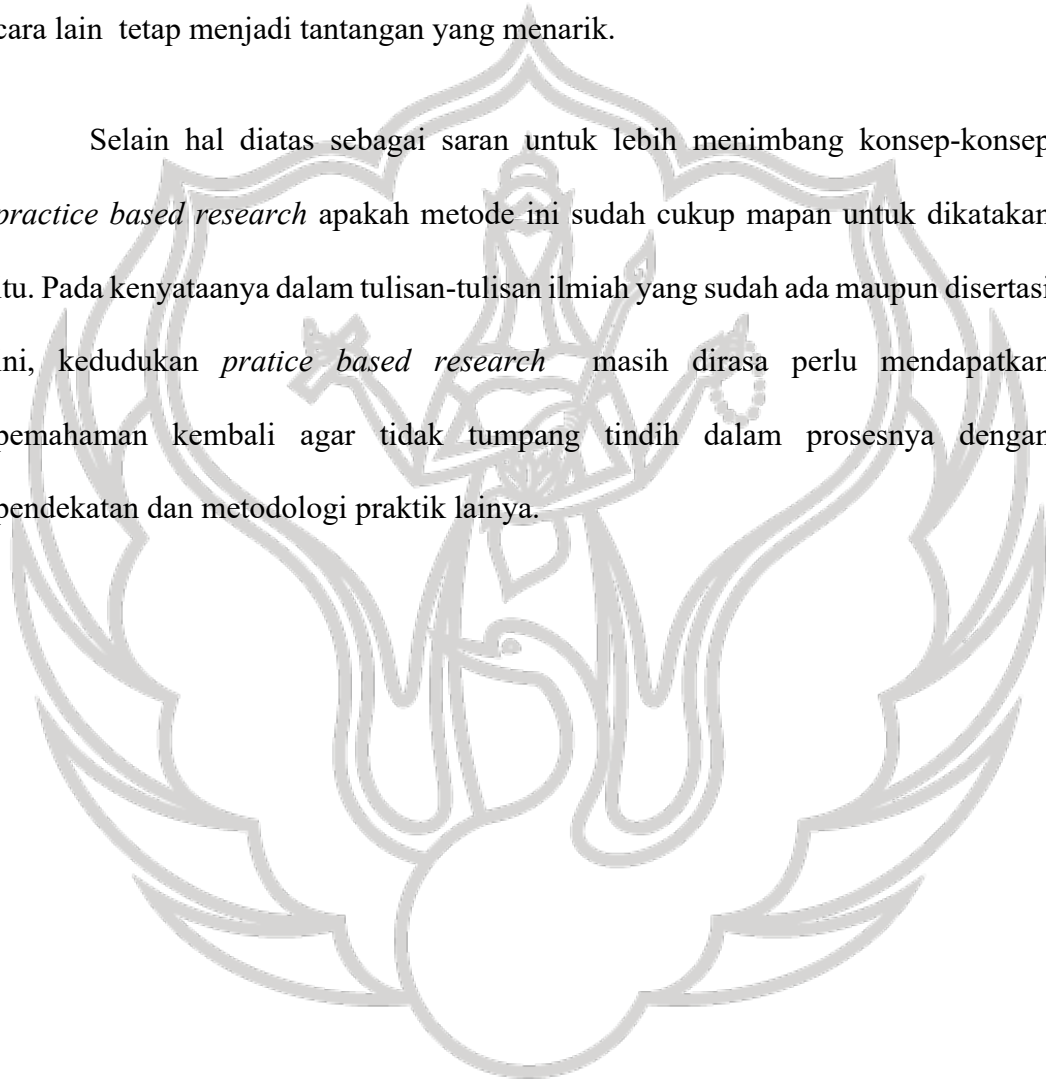 cara lain  tetap menjadi tantangan yang menarik.
Selain hal diatas sebagai saran untuk lebih menimbang konsep-konsep
practice based research apakah metode ini sudah cukup mapan untuk dikatakan
itu. Pada kenyataanya dalam tulisan-tulisan ilmiah yang sudah ada maupun disertasi
ini, kedudukan pratice based research  masih dirasa perlu mendapatkan
pemahaman kembali agar tidak tumpang tindih dalam prosesnya dengan
pendekatan dan metodologi praktik lainya.